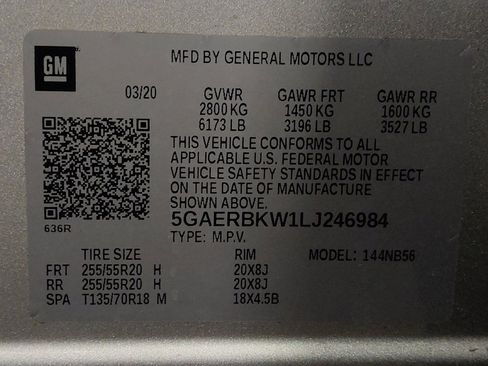 GM
MFD BY GENERAL MOTORS LLC
03/20 GVWR GAWR FRT GAWR RR
2800 KG 1450 KG 1600 KG
6173 LB 3196 LB 3527 LB
THIS VEHICLE CONFORMS TO ALL
APPLICABLE U.S. FEDERAL MOTOR
VEHICLE SAFETY STANDARDS IN EFFECT
ON THE DATE OF MANUFACTURE
SHOWN ABOVE.
636R 5GAERBKW1LJ246984
TYPE: M.P.V.
TIRE SIZE RIM MODEL: 144NB56
FRT 255/55R20 H 20X8J
RR 255/55R20 H 20X8J
SPA T135/70R18 M 18X4.5B